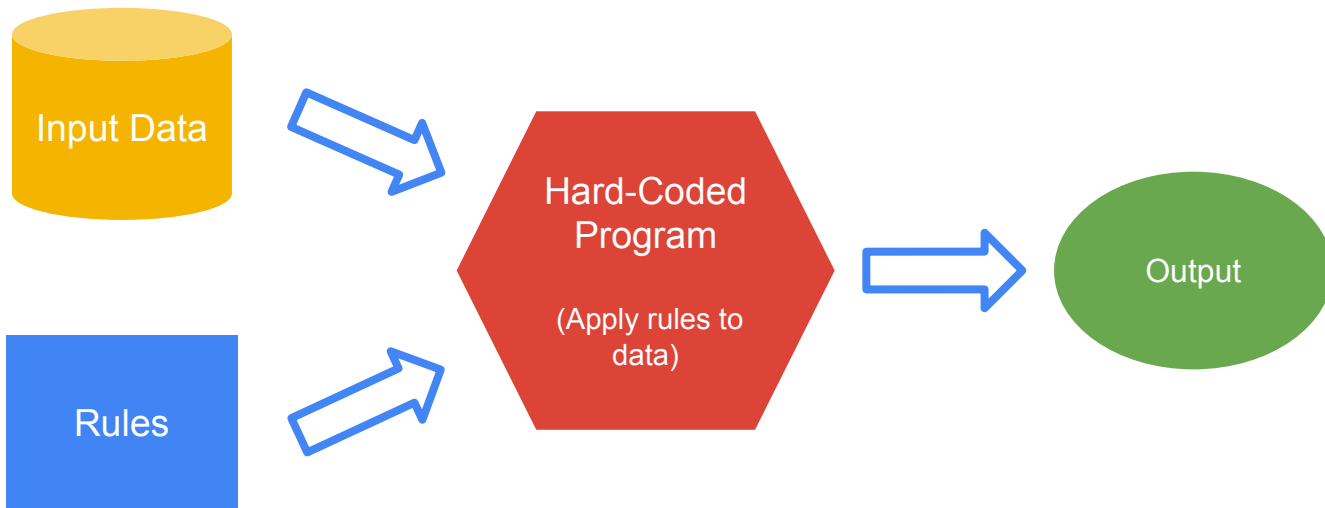 Input Data
Rules
Hard-Coded
Program
(Apply rules to
data)
Output